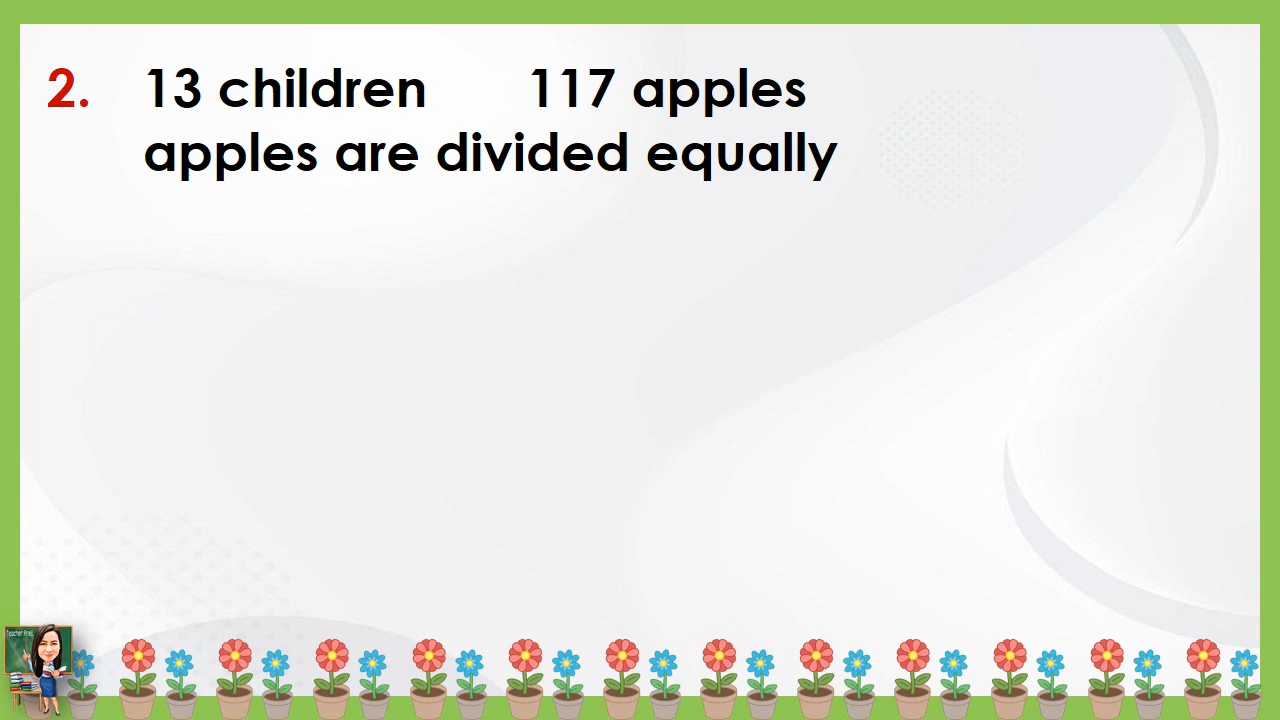 2. 13 children 117 apples
apples are divided equally